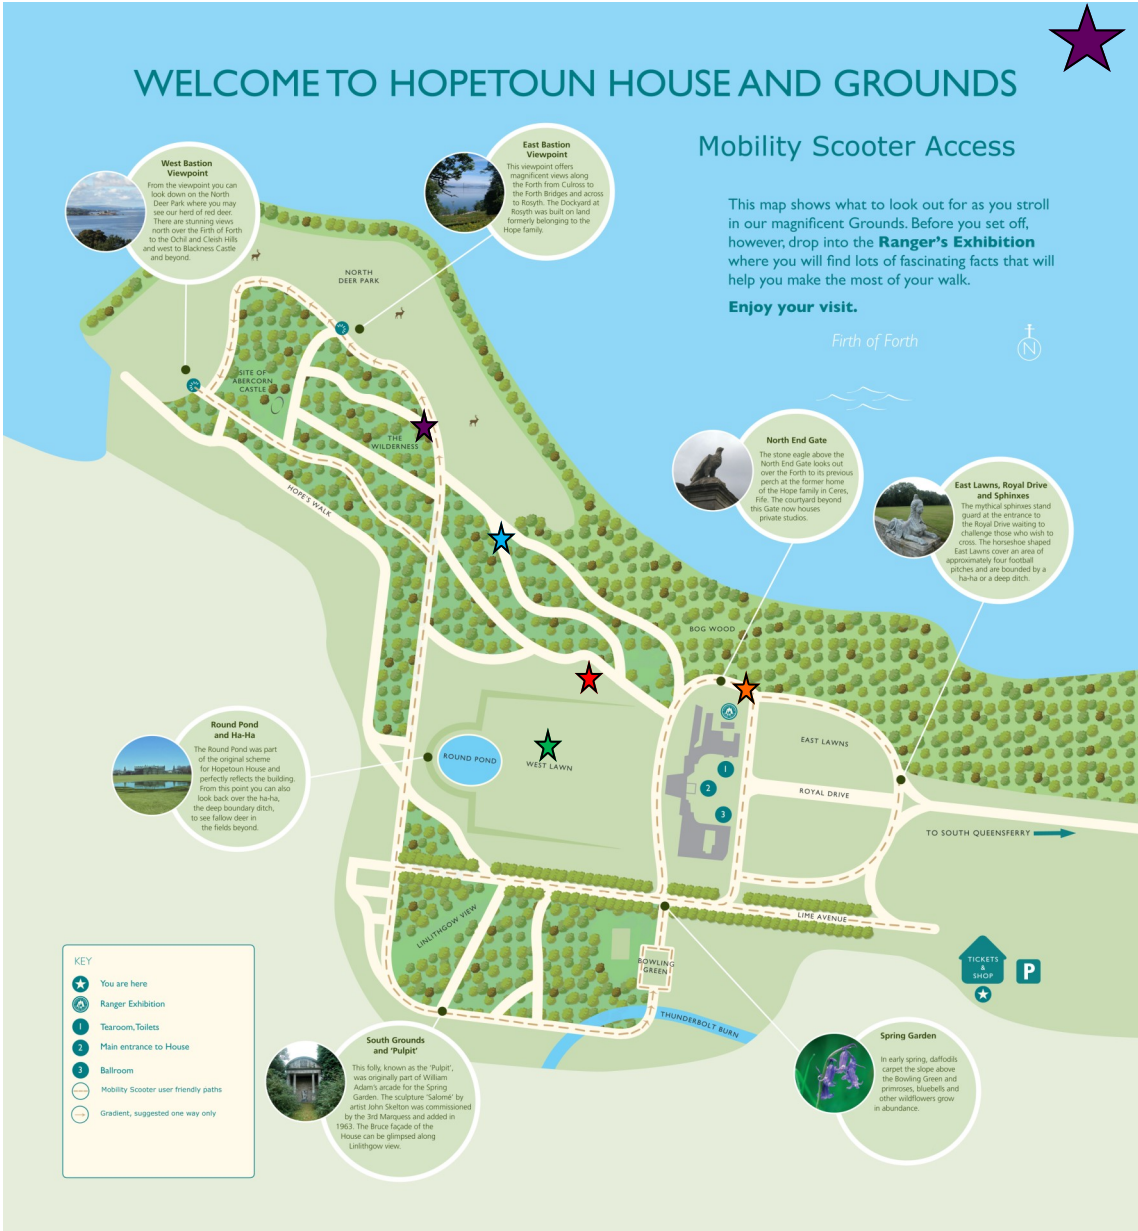 WELCOME TO HOPETOUN HOUSE AND GROUNDS
Mobility Scooter Access
This map shows what to look out for as you stroll
in our magnificent Grounds. Before you set off,
however, drop into the Ranger's Exhibition
where you will find lots of fascinating facts that will
help you make the most of your walk.
Enjoy your visit.
Firth of Forth
N
West Bastion
Viewpoint
From the viewpoint you can
look down on the North
Deer Park where you may
see our herd of red deer.
There are stunning views
north over the Firth of Forth
to the Ochil and Cleish Hills
and west to Blackness Castle
and beyond.
East Bastion
Viewpoint
This viewpoint offers
magnificent views along
the Forth from Culross to
the Forth Bridges and across
to Rosyth. The Dockyard at
Rosyth was built on land
formerly belonging to the
Hope family.
NORTH
DEER PARK
SITE OF
ABERCORN
CASTLE
THE
WILDERNESS
HOPE'S WALK
North End Gate
The stone eagle above the
North End Gate looks out
over the Forth to its previous
perch at the former home
of the Hope family in Ceres,
Fife. The courtyard beyond
this Gate now houses
private studios.
East Lawns, Royal Drive
and Sphinxes
The mythical sphinxes stand
guard at the entrance to
the Royal Drive waiting to
challenge those who wish to
cross. The horseshoe shaped
East Lawns cover an area of
approximately four football
pitches and are bounded by a
ha-ha or a deep ditch.
BOG WOOD
Round Pond
and Ha-Ha
The Round Pond was part
of the original scheme
for Hopetoun House and
perfectly reflects the building.
From this point you can also
look back over the ha-ha,
the deep boundary ditch,
to see fallow deer in
the fields beyond.
ROUND POND
WEST LAWN
EAST LAWNS
1
2
3
ROYAL DRIVE
TO SOUTH QUEENSFERRY
LINLITHGOW VIEW
LIME AVENUE
BOWLING
GREEN
THUNDERBOLT BURN
TICKETS
&
SHOP
P
KEY
You are here
Ranger Exhibition
1 Tearoom, Toilets
2 Main entrance to House
3 Ballroom
Mobility Scooter user friendly paths
Gradient, suggested one way only
South Grounds
and 'Pulpit'
This folly, known as the 'Pulpit',
was originally part of William
Adam's arcade for the Spring
Garden. The sculpture 'Salomé' by
artist John Skelton was commissioned
by the 3rd Marquess and added in
1963. The Bruce façade of the
House can be glimpsed along
Linlithgow view.
Spring Garden
In early spring, daffodils
carpet the slope above
the Bowling Green and
primroses, bluebells and
other wildflowers grow
in abundance.